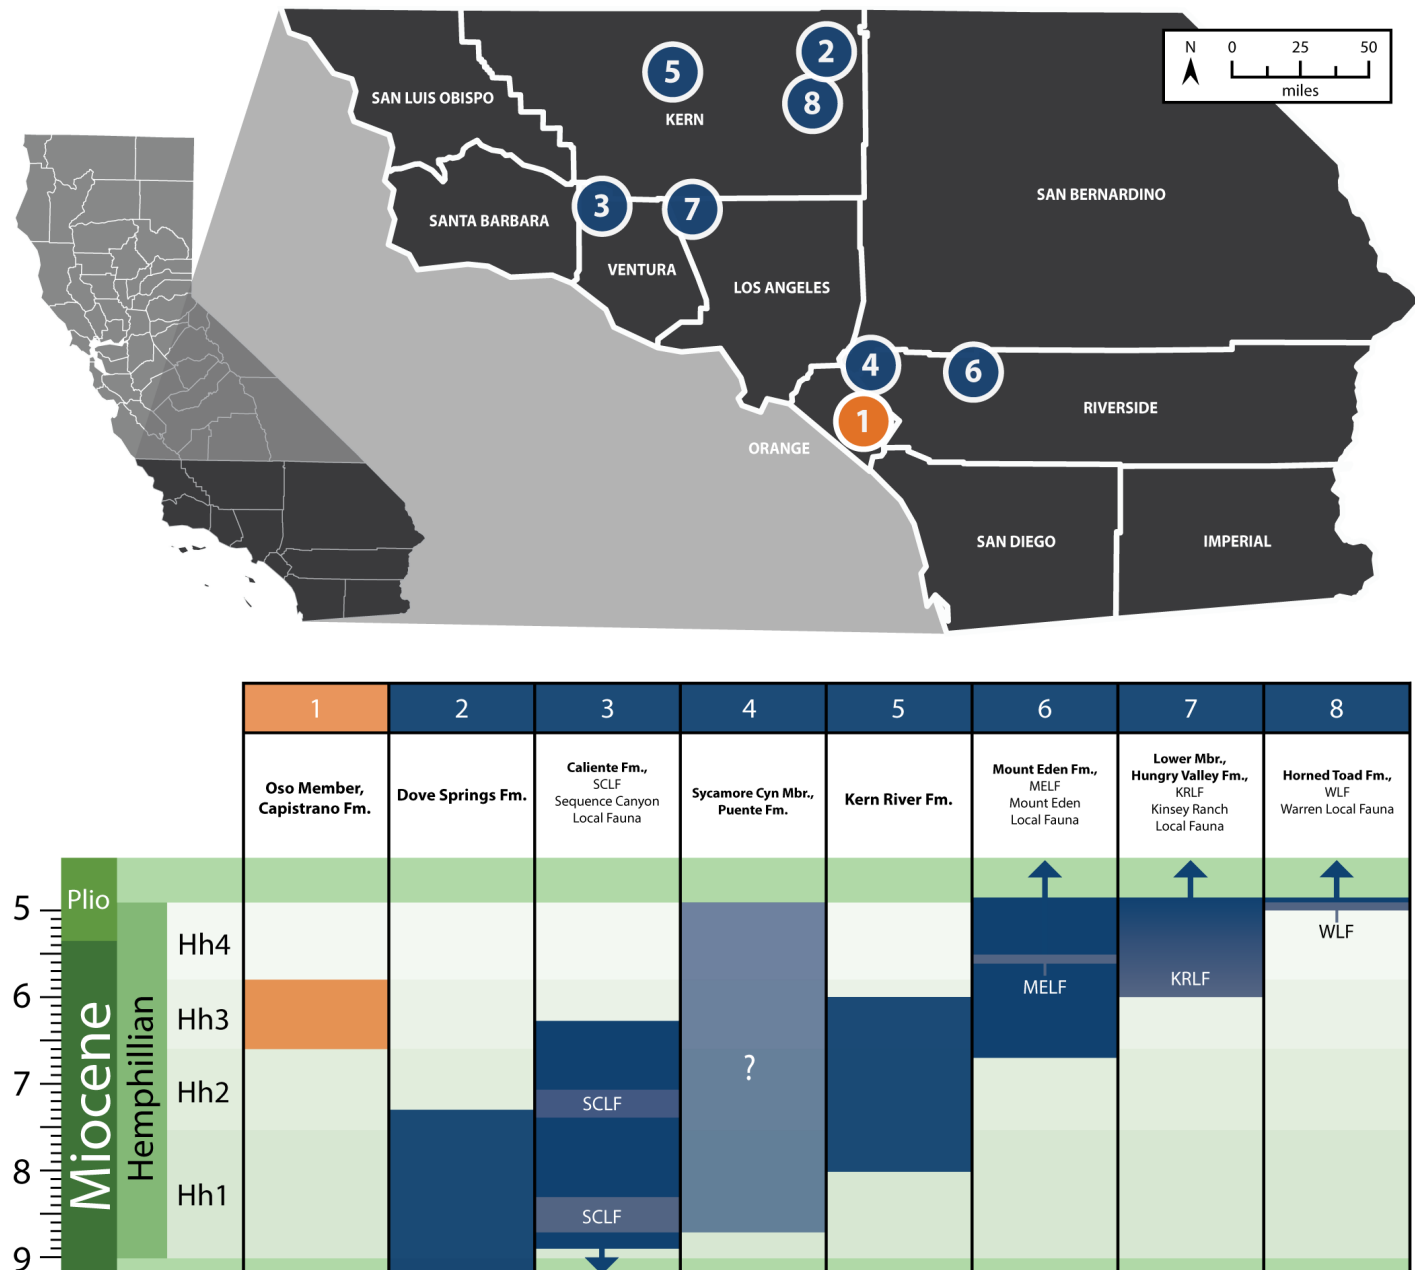 2
5
8
N 0 25 50
miles
SAN LUIS OBISPO
KERN
SAN BERNARDINO
3
7
SANTA BARBARA
VENTURA
LOS ANGELES
4
6
RIVERSIDE
1
ORANGE
SAN DIEGO
IMPERIAL
1 2 3 4 5 6 7 8
Oso Member,
Capistrano Fm.
Dove Springs Fm.
Caliente Fm.,
SCLF
Sequence Canyon
Local Fauna
Sycamore Cyn Mbr.,
Puente Fm.
Kern River Fm.
Mount Eden Fm.,
MELF
Mount Eden
Local Fauna
Lower Mbr.,
Hungry Valley Fm.,
KRLF
Kinsey Ranch
Local Fauna
Horned Toad Fm.,
WLF
Warren Local Fauna
Plio
5
WLF
Hh4
KRLF
MELF
6
Hh3
Miocene
Hemphillian
?
7
Hh2
SCLF
8
Hh1
SCLF
9